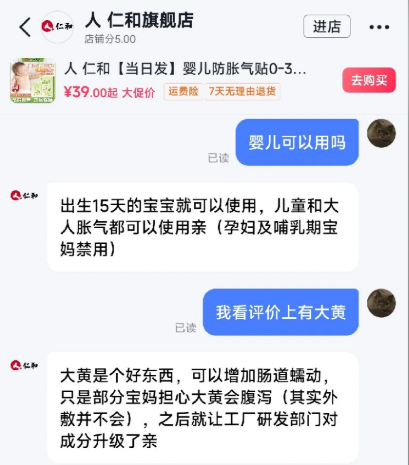 人 仁和旗舰店
仁和
店铺分5.00
进店
人 仁和【当日发】婴儿防胀气贴0-3...
¥39.00起 大促价 运费险 7天无理由退货
去购买
婴儿可以用吗
已读
仁和
出生15天的宝宝就可以使用，儿童和大
人胀气都可以使用亲（孕妇及哺乳期宝
妈禁用）
我看评价上有大黄
已读
仁和
大黄是个好东西，可以增加肠道蠕动，
只是部分宝妈担心大黄会腹泻（其实外
敷并不会），之后就让工厂研发部门对
成分升级了亲